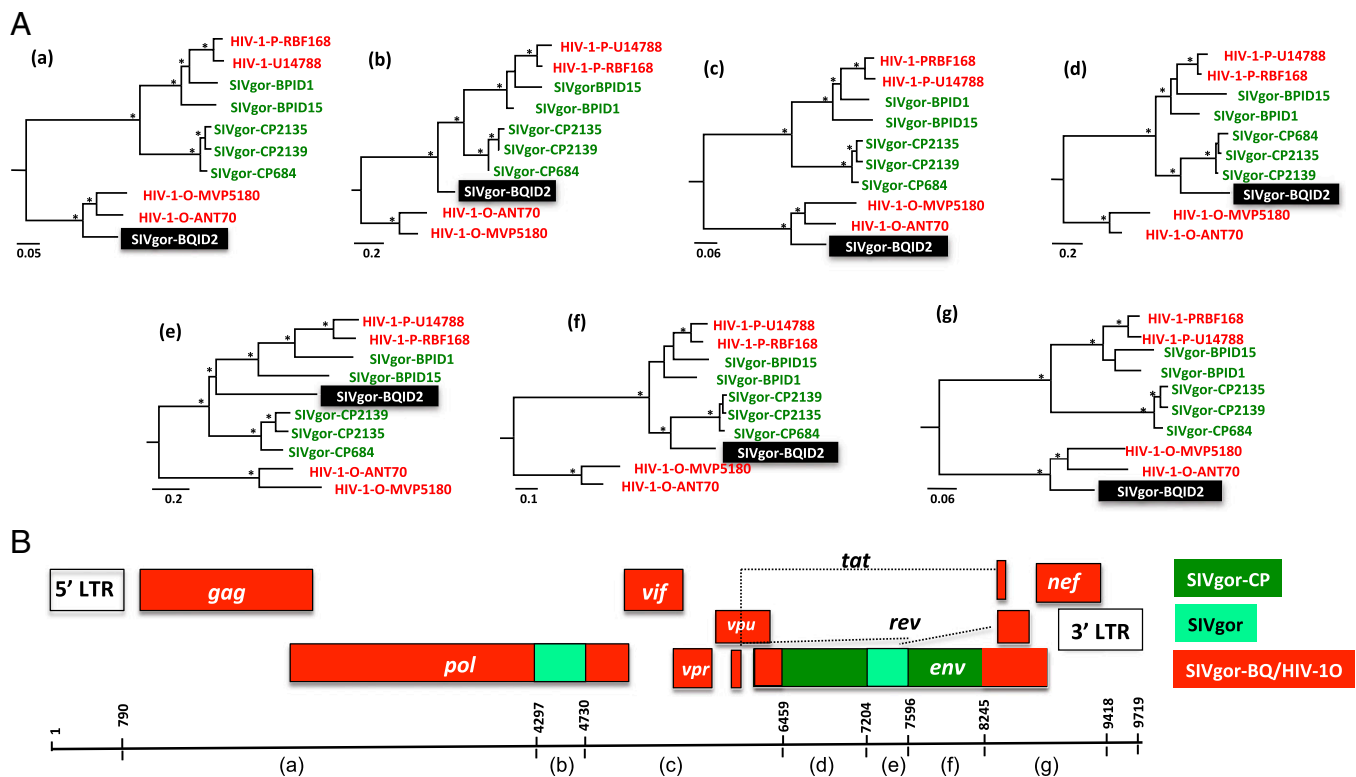 A
(a)
HIV-1-P-RBF168
HIV-1-U14788
SIVgor-BPID1
SIVgor-BPID15
SIVgor-CP2135
SIVgor-CP2139
SIVgor-CP684
HIV-1-O-MVP5180
HIV-1-O-ANT70
SIVgor-BQID2
0.05
(b)
HIV-1-P-U14788
HIV-1-P-RBF168
SIVgorBPID15
SIVgor-BPID1
SIVgor-CP2135
SIVgor-CP2139
SIVgor-CP684
SIVgor-BQID2
HIV-1-O-ANT70
HIV-1-O-MVP5180
0.2
(c)
HIV-1-PRBF168
HIV-1-P-U14788
SIVgor-BPID1
SIVgor-BPID15
SIVgor-CP2135
SIVgor-CP2139
SIVgor-CP684
HIV-1-O-MVP5180
HIV-1-O-ANT70
SIVgor-BQID2
0.06
(d)
HIV-1-P-U14788
HIV-1-P-RBF168
SIVgor-BPID15
SIVgor-BPID1
SIVgor-CP684
SIVgor-CP2135
SIVgor-CP2139
SIVgor-BQID2
HIV-1-O-MVP5180
HIV-1-O-ANT70
0.2
(e)
HIV-1-P-U14788
HIV-1-P-RBF168
SIVgor-BPID1
SIVgor-BPID15
SIVgor-BQID2
SIVgor-CP2139
SIVgor-CP2135
SIVgor-CP684
HIV-1-O-ANT70
HIV-1-O-MVP5180
0.2
(f)
HIV-1-P-U14788
HIV-1-P-RBF168
SIVgor-BPID15
SIVgor-BPID1
SIVgor-CP2139
SIVgor-CP2135
SIVgor-CP684
SIVgor-BQID2
HIV-1-O-MVP5180
HIV-1-O-ANT70
0.1
(g)
HIV-1-PRBF168
HIV-1-P-U14788
SIVgor-BPID15
SIVgor-BPID1
SIVgor-CP2135
SIVgor-CP2139
SIVgor-CP684
HIV-1-O-MVP5180
HIV-1-O-ANT70
SIVgor-BQID2
0.06
B
5’ LTR
gag
vif
tat
nef
vpu
rev
3’ LTR
pol
vpr
env
SIVgor-CP
SIVgor
SIVgor-BQ/HIV-1O
1
790
4297
4730
6459
7204
7596
8245
9418
9719
(a)
(b)
(c)
(d)
(e)
(f)
(g)